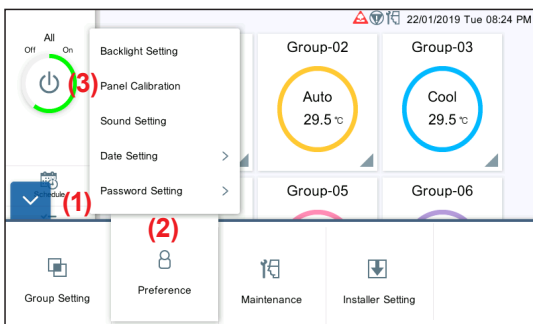 22/01/2019 Tue 08:24 PM
All
Off On
(3)
Backlight Setting
Panel Calibration
Sound Setting
Date Setting >
Password Setting >
Group-02
Auto
29.5 °C
Group-03
Cool
29.5 °C
Schedule
(1)
Group-05
Group-06
(2)
Group Setting
Preference
Maintenance
Installer Setting